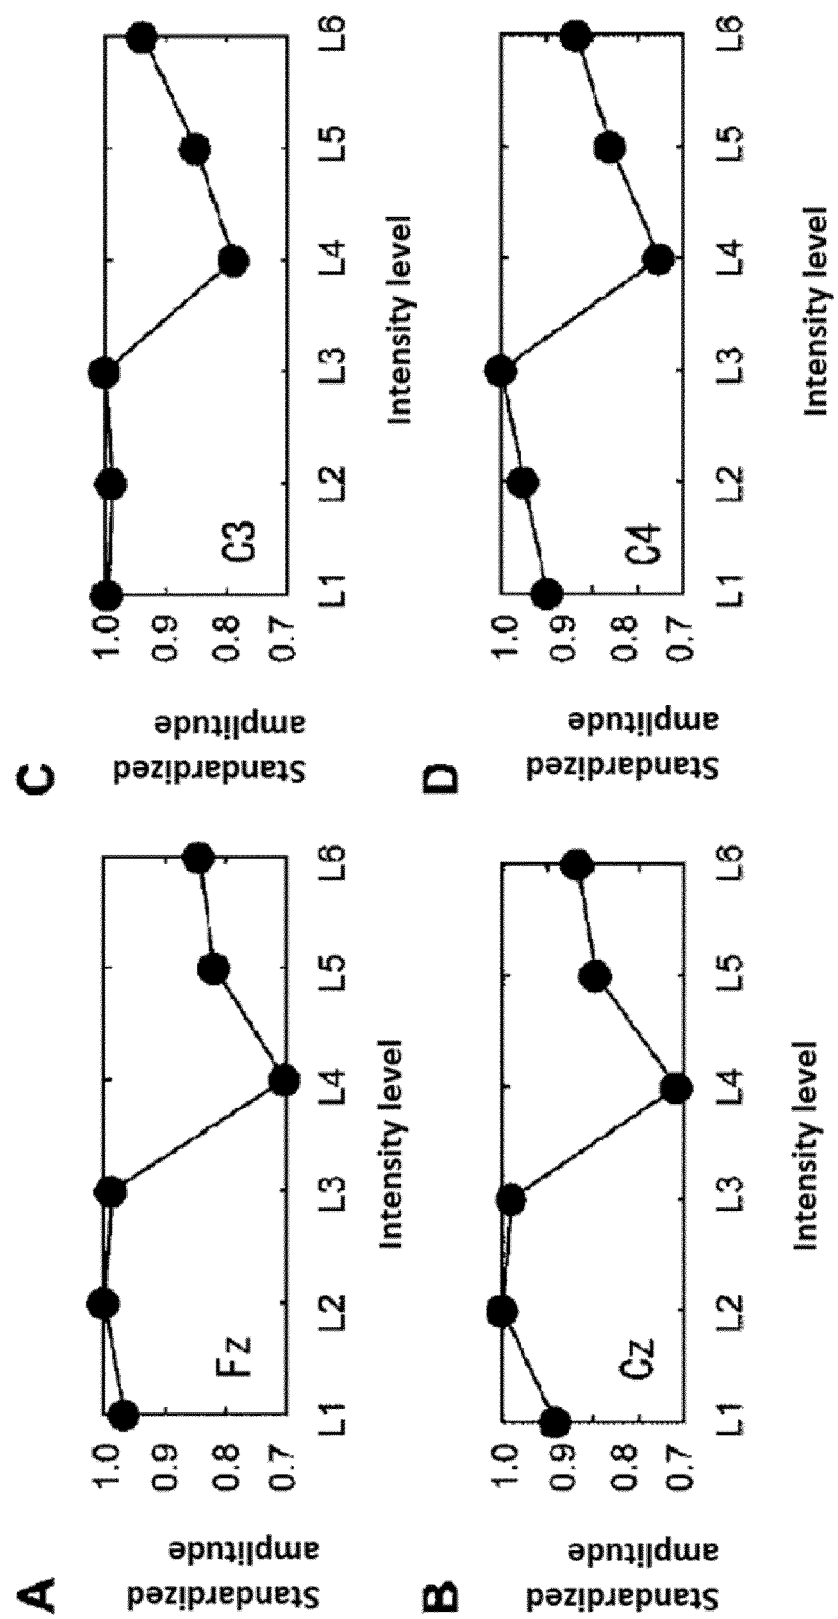 A
Standardized
amplitude
1.0
0.9
0.8
0.7
Fz
L1 L2 L3 L4 L5 L6
Intensity level
C
Standardized
amplitude
1.0
0.9
0.8
0.7
C3
L1 L2 L3 L4 L5 L6
Intensity level
B
Standardized
amplitude
1.0
0.9
0.8
0.7
Cz
L1 L2 L3 L4 L5 L6
Intensity level
D
Standardized
amplitude
1.0
0.9
0.8
0.7
C4
L1 L2 L3 L4 L5 L6
Intensity level